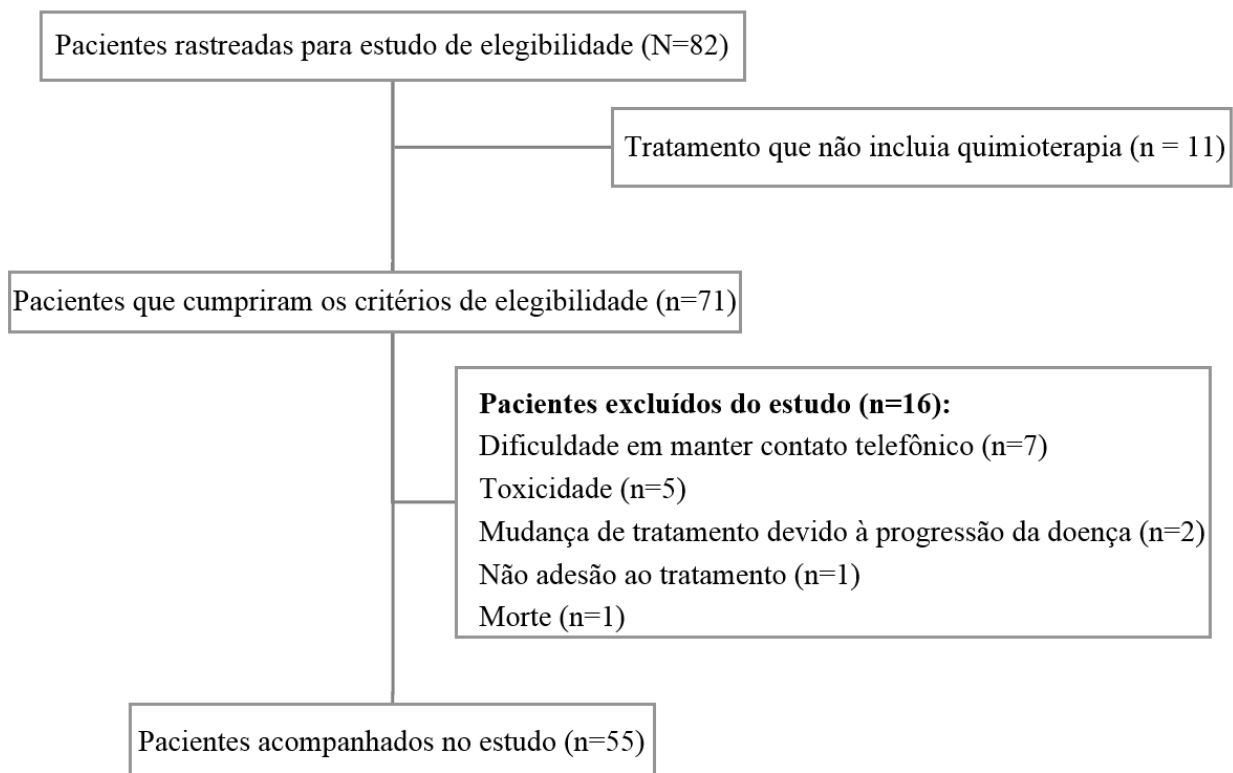 Pacientes rastreadas para estudo de elegibilidade (N=82)
Tratamento que não incluia quimioterapia (n = 11)
Pacientes que cumpriram os critérios de elegibilidade (n=71)
Pacientes excluídos do estudo (n=16):
Dificuldade em manter contato telefônico (n=7)
Toxicidade (n=5)
Mudança de tratamento devido à progressão da doença (n=2)
Não adesão ao tratamento (n=1)
Morte (n=1)
Pacientes acompanhados no estudo (n=55)